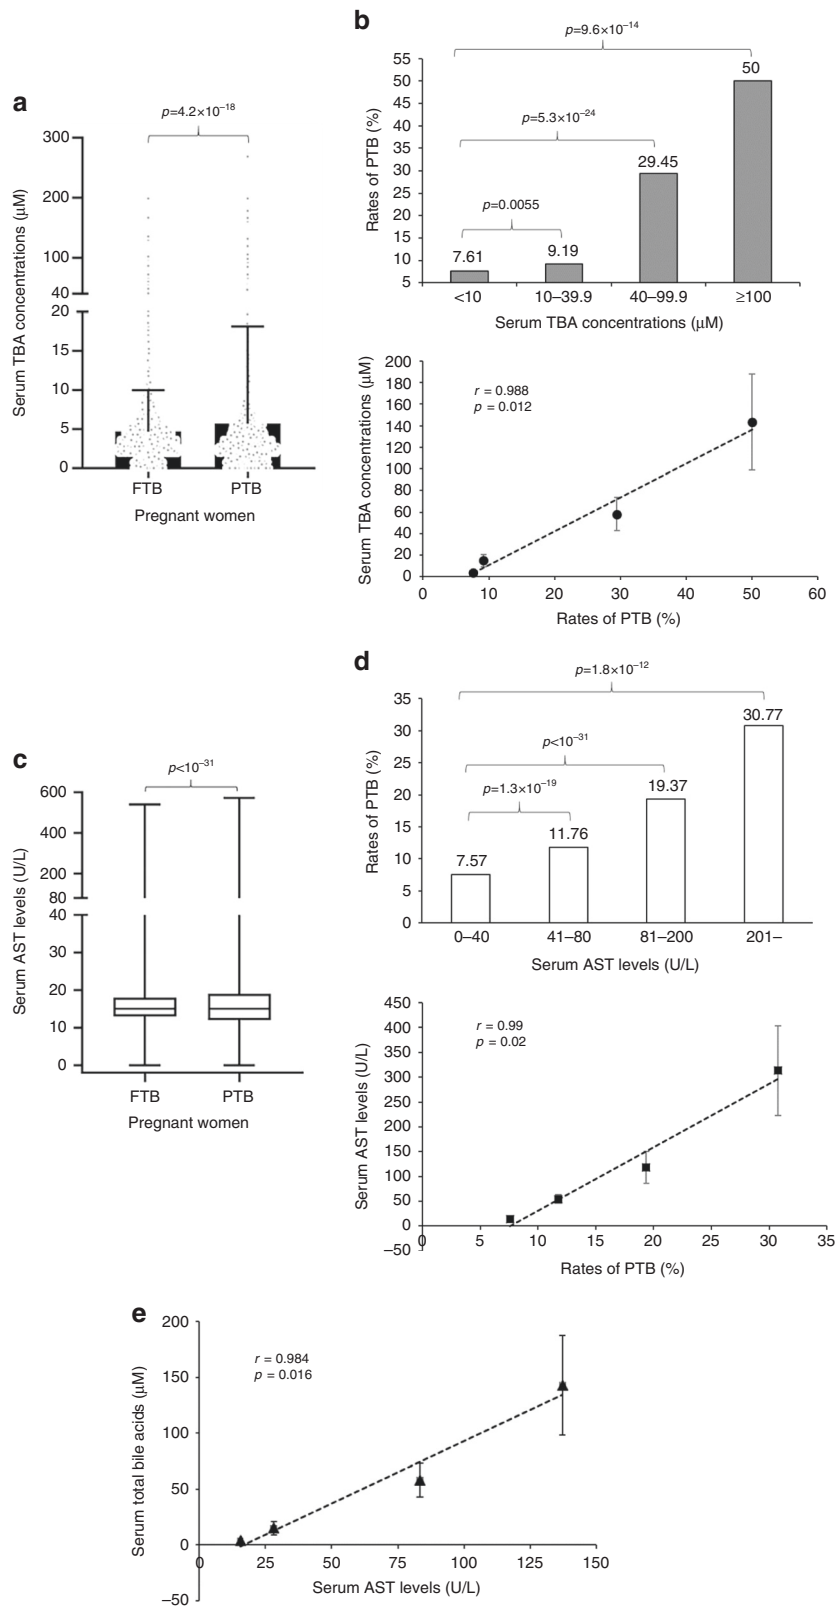 a
p=4.2×10⁻¹⁸
300
200
100
40
20
15
10
5
0
Serum TBA concentrations (μM)
FTB PTB
Pregnant women
b
p=9.6×10⁻¹⁴
p=5.3×10⁻²⁴
p=0.0055
55
50
45
40
35
30
25
20
15
10
5
Rates of PTB (%)
7.61 9.19 29.45 50
<10 10–39.9 40–99.9 ≥100
Serum TBA concentrations (μM)
r = 0.988
p = 0.012
200
180
160
140
120
100
80
60
40
20
0
Serum TBA concentrations (μM)
0 10 20 30 40 50 60
Rates of PTB (%)
c
p<10⁻³¹
600
400
200
80
40
30
20
10
0
Serum AST levels (U/L)
FTB PTB
Pregnant women
d
p=1.8×10⁻¹²
p<10⁻³¹
p=1.3×10⁻¹⁹
35
30
25
20
15
10
5
0
Rates of PTB (%)
7.57 11.76 19.37 30.77
0–40 41–80 81–200 201–
Serum AST levels (U/L)
r = 0.99
p = 0.02
450
400
350
300
250
200
150
100
50
0
–50
Serum AST levels (U/L)
0 5 10 15 20 25 30 35
Rates of PTB (%)
e
r = 0.984
p = 0.016
200
150
100
50
0
–50
Serum total bile acids (μM)
0 25 50 75 100 125 150
Serum AST levels (U/L)